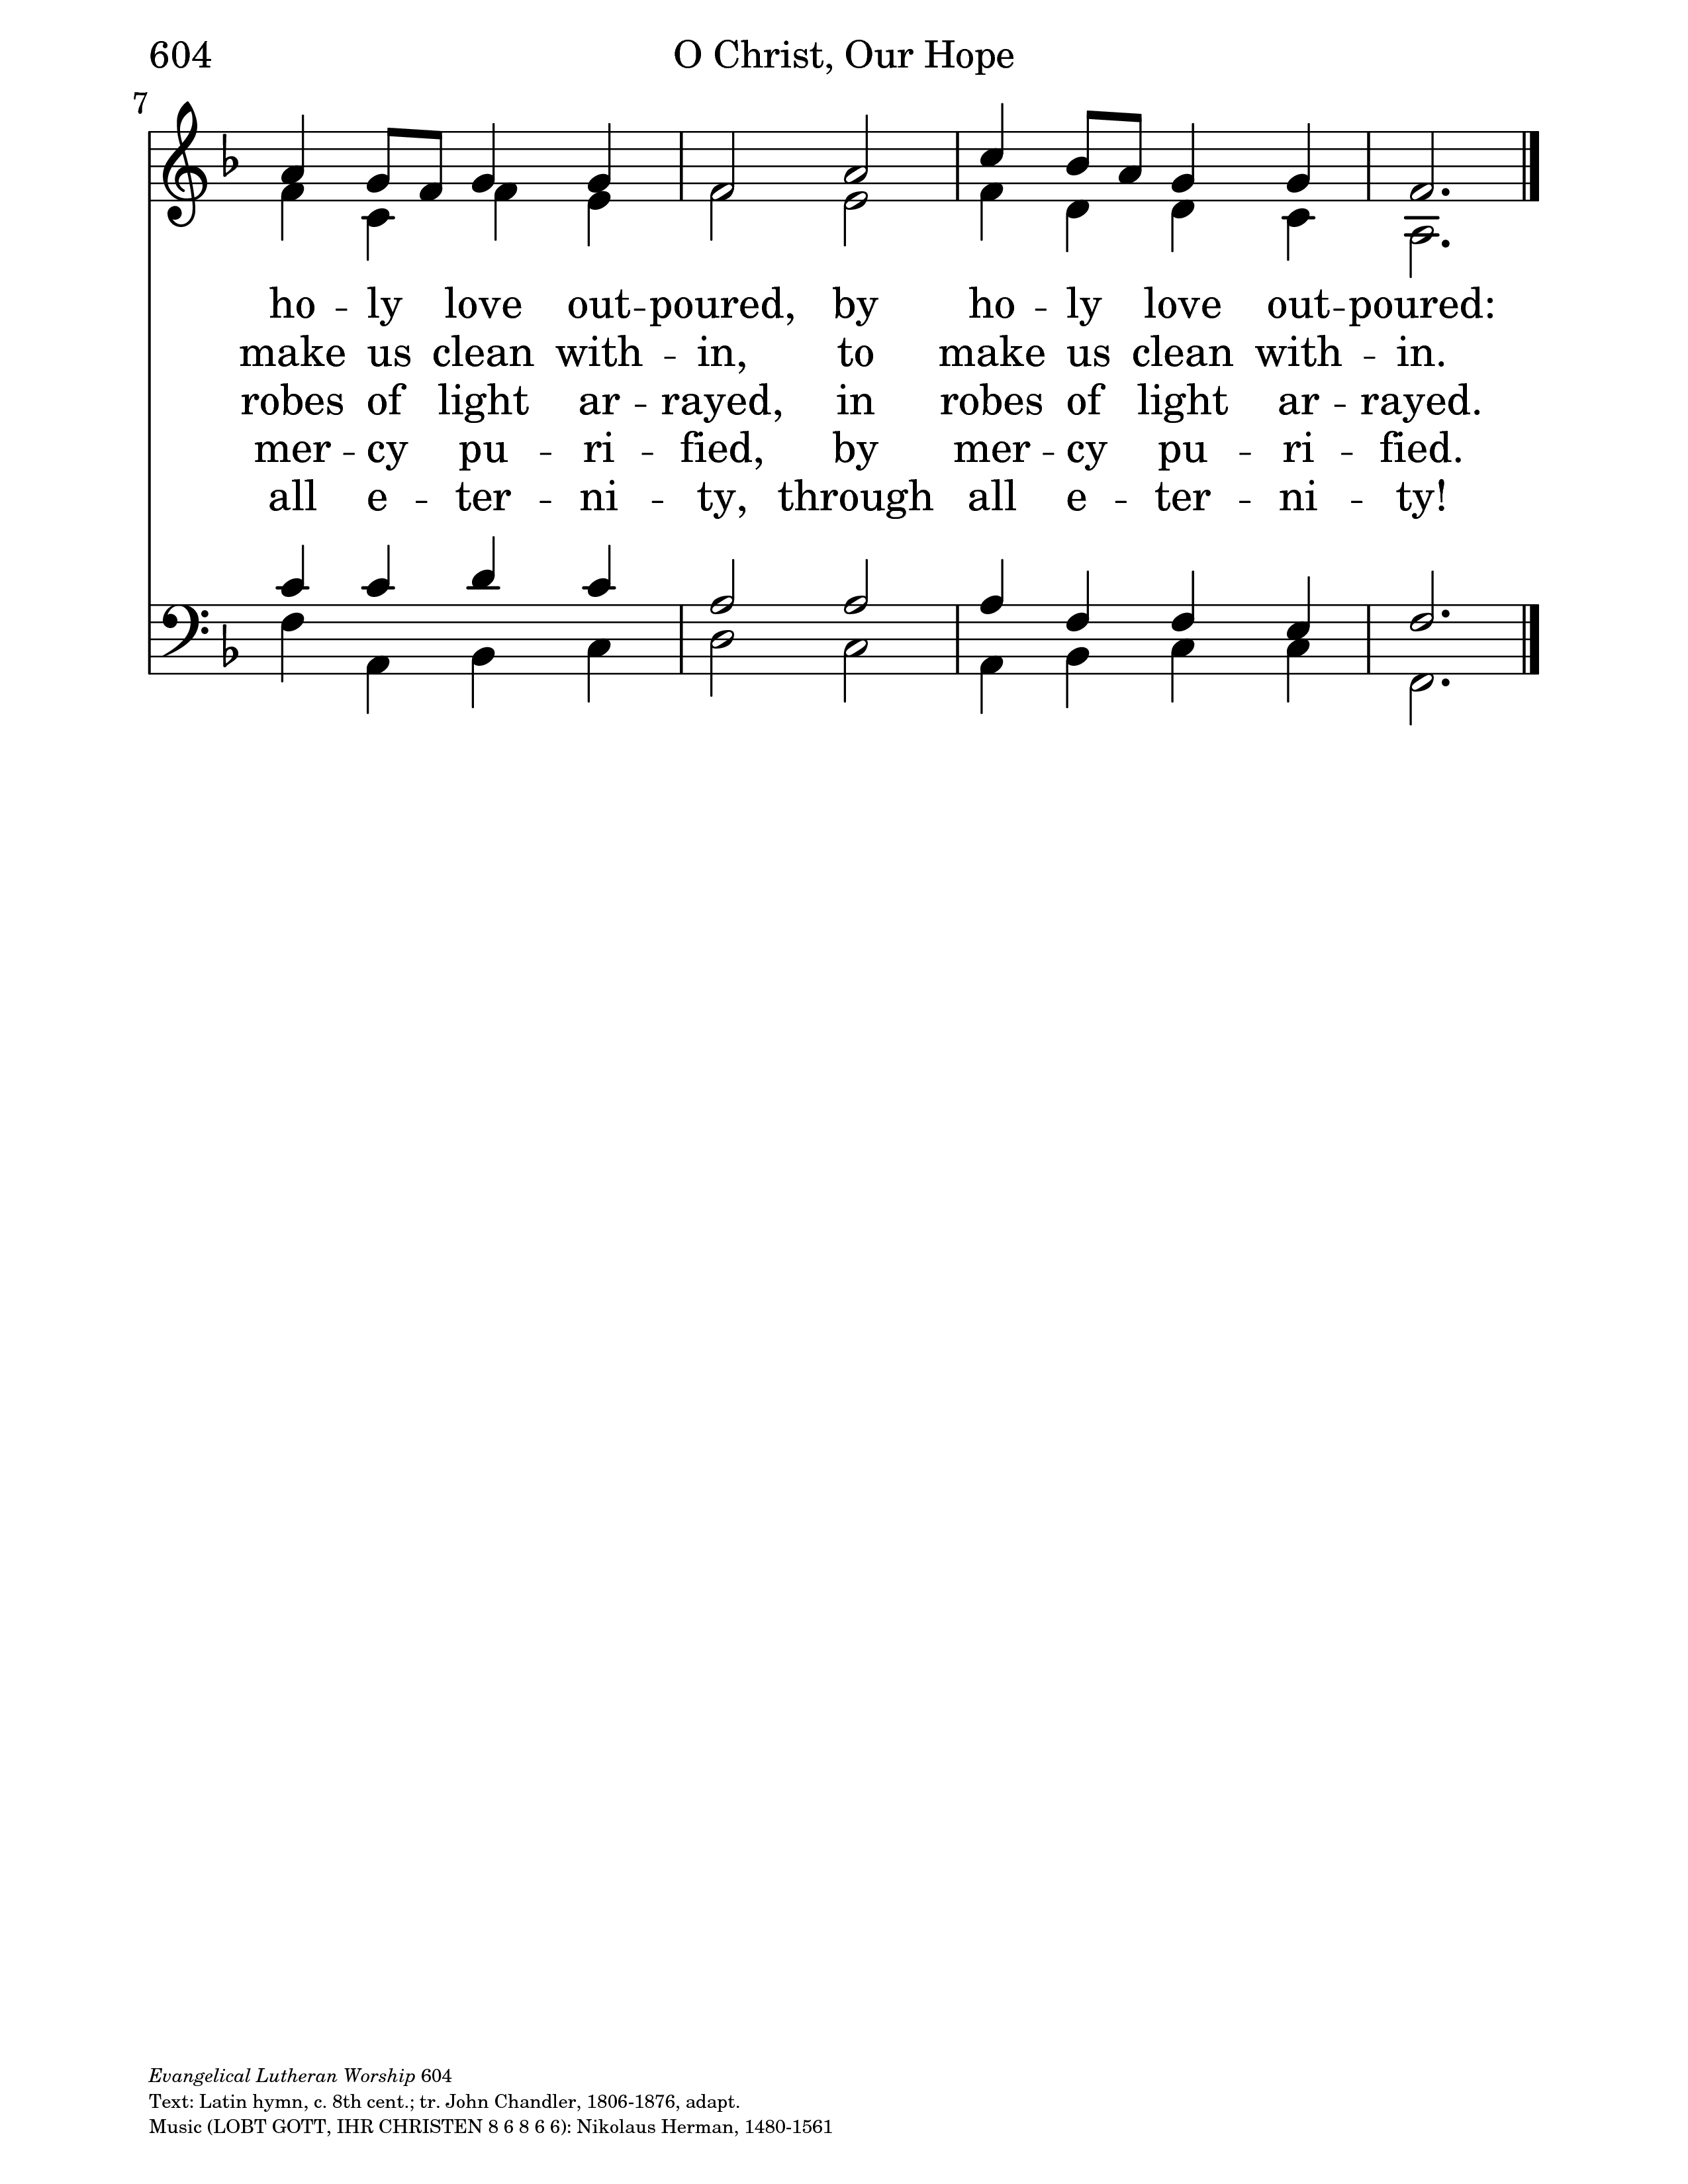 604 O Christ, Our Hope
7
ho -- ly love out -- poured, by ho -- ly love out -- poured:
make us clean with -- in, to make us clean with -- in.
robes of light ar -- rayed, in robes of light ar -- rayed.
mer -- cy pu -- ri -- fied, by mer -- cy pu -- ri -- fied.
all e -- ter -- ni -- ty, through all e -- ter -- ni -- ty!
Evangelical Lutheran Worship 604
Text: Latin hymn, c. 8th cent.; tr. John Chandler, 1806-1876, adapt.
Music (LOBT GOTT, IHR CHRISTEN 8 6 8 6 6): Nikolaus Herman, 1480-1561